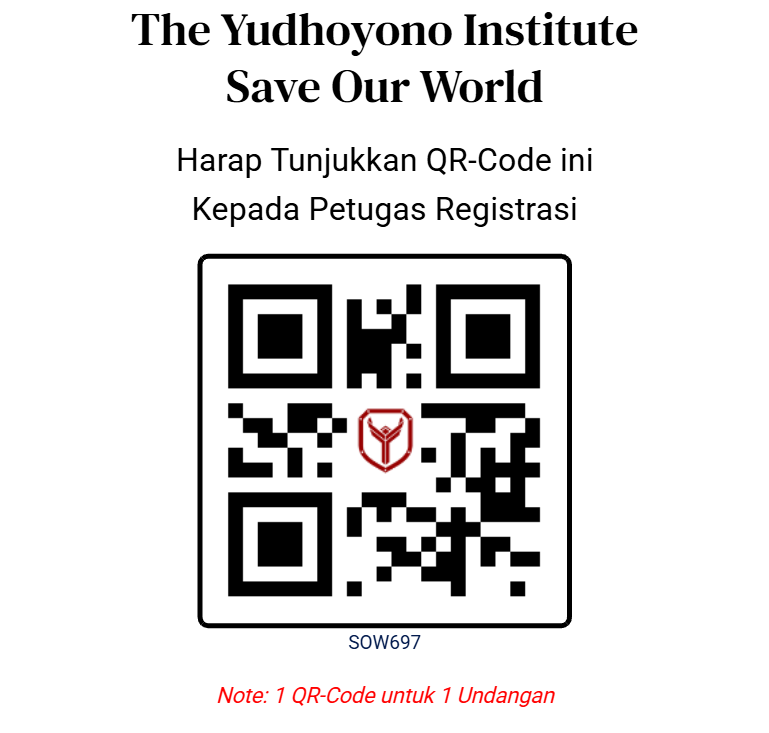 The Yudhoyono Institute
Save Our World
Harap Tunjukkan QR-Code ini
Kepada Petugas Registrasi
SOW697
Note: 1 QR-Code untuk 1 Undangan